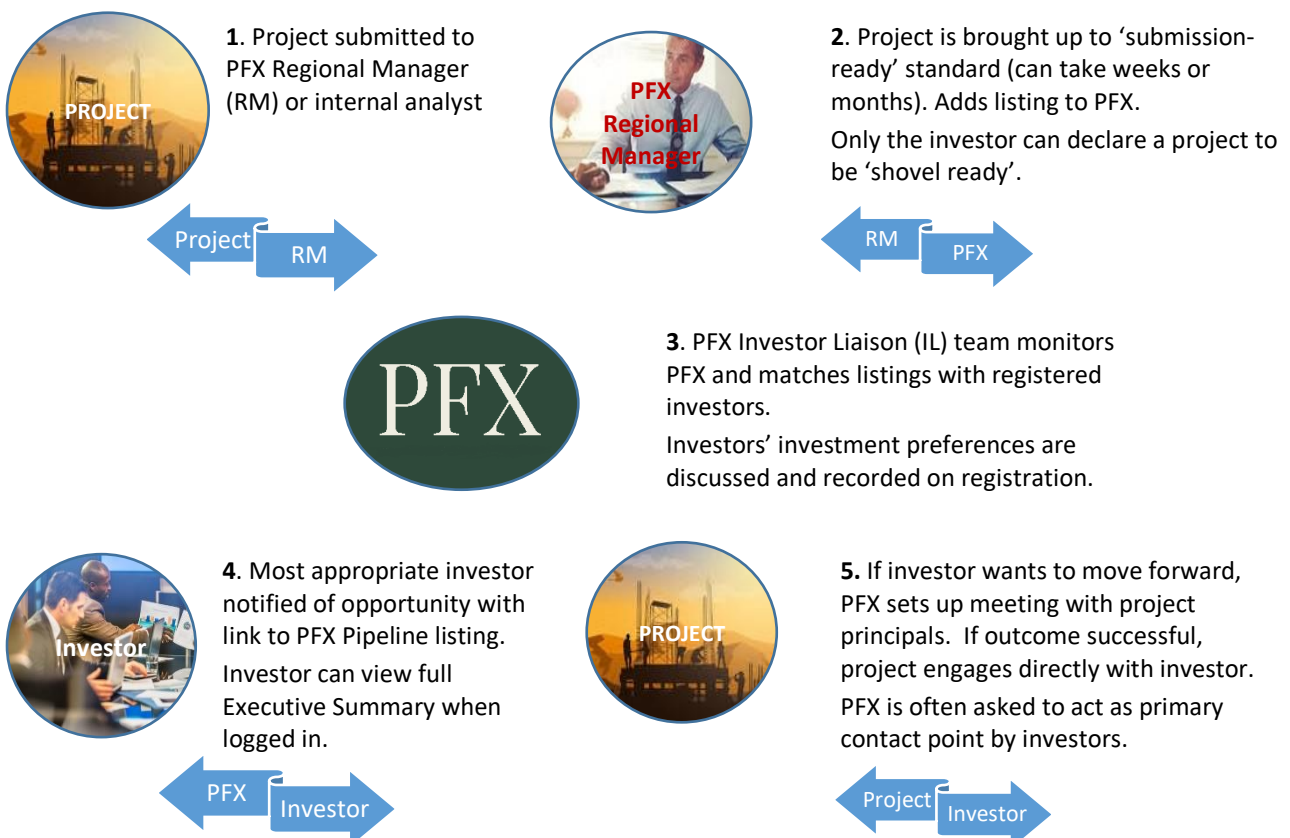 PROJECT
1. Project submitted to
PFX Regional Manager
(RM) or internal analyst
Project
RM
PFX
Regional
Manager
2. Project is brought up to ‘submission-
ready’ standard (can take weeks or
months). Adds listing to PFX.
Only the investor can declare a project to
be ‘shovel ready’.
RM
PFX
PFX
3. PFX Investor Liaison (IL) team monitors
PFX and matches listings with registered
investors.
Investors’ investment preferences are
discussed and recorded on registration.
Investor
4. Most appropriate investor
notified of opportunity with
link to PFX Pipeline listing.
Investor can view full
Executive Summary when
logged in.
PFX
Investor
PROJECT
5. If investor wants to move forward,
PFX sets up meeting with project
principals.  If outcome successful,
project engages directly with investor.
PFX is often asked to act as primary
contact point by investors.
Project
Investor